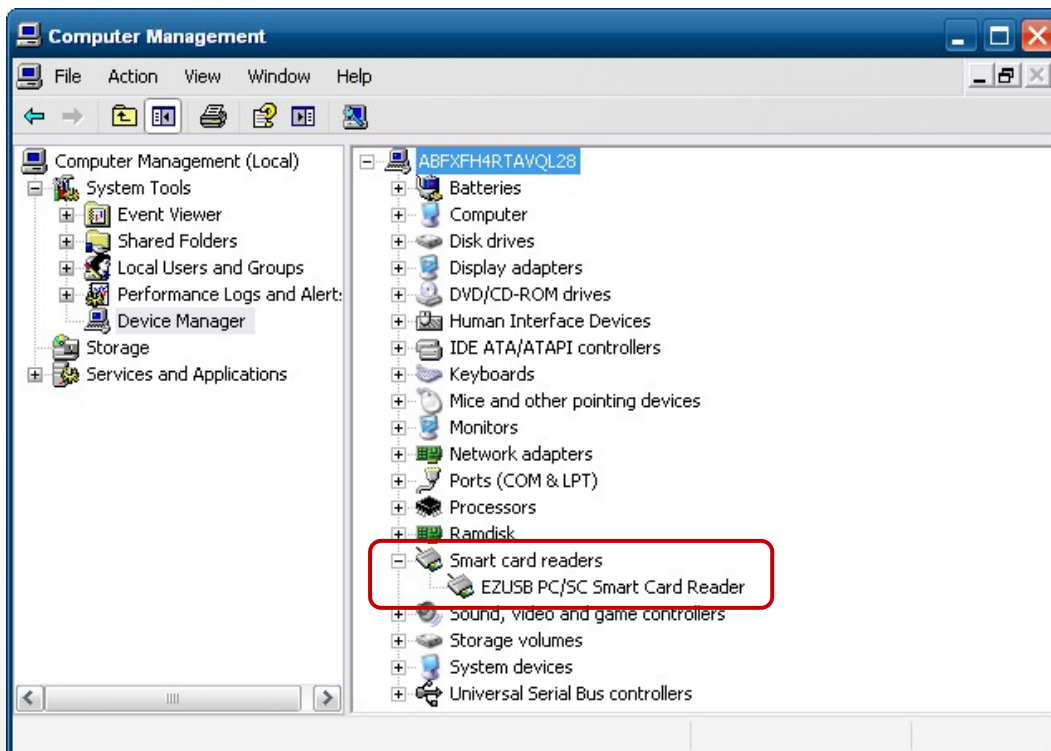 Computer Management
File Action View Window Help
Computer Management (Local)
System Tools
Event Viewer
Shared Folders
Local Users and Groups
Performance Logs and Alert:
Device Manager
Storage
Services and Applications
ABFXFH4RTAVQL28
Batteries
Computer
Disk drives
Display adapters
DVD/CD-ROM drives
Human Interface Devices
IDE ATA/ATAPI controllers
Keyboards
Mice and other pointing devices
Monitors
Network adapters
Ports (COM & LPT)
Processors
Ramdisk
Smart card readers
EZUSB PC/SC Smart Card Reader
Sound, video and game controllers
Storage volumes
System devices
Universal Serial Bus controllers